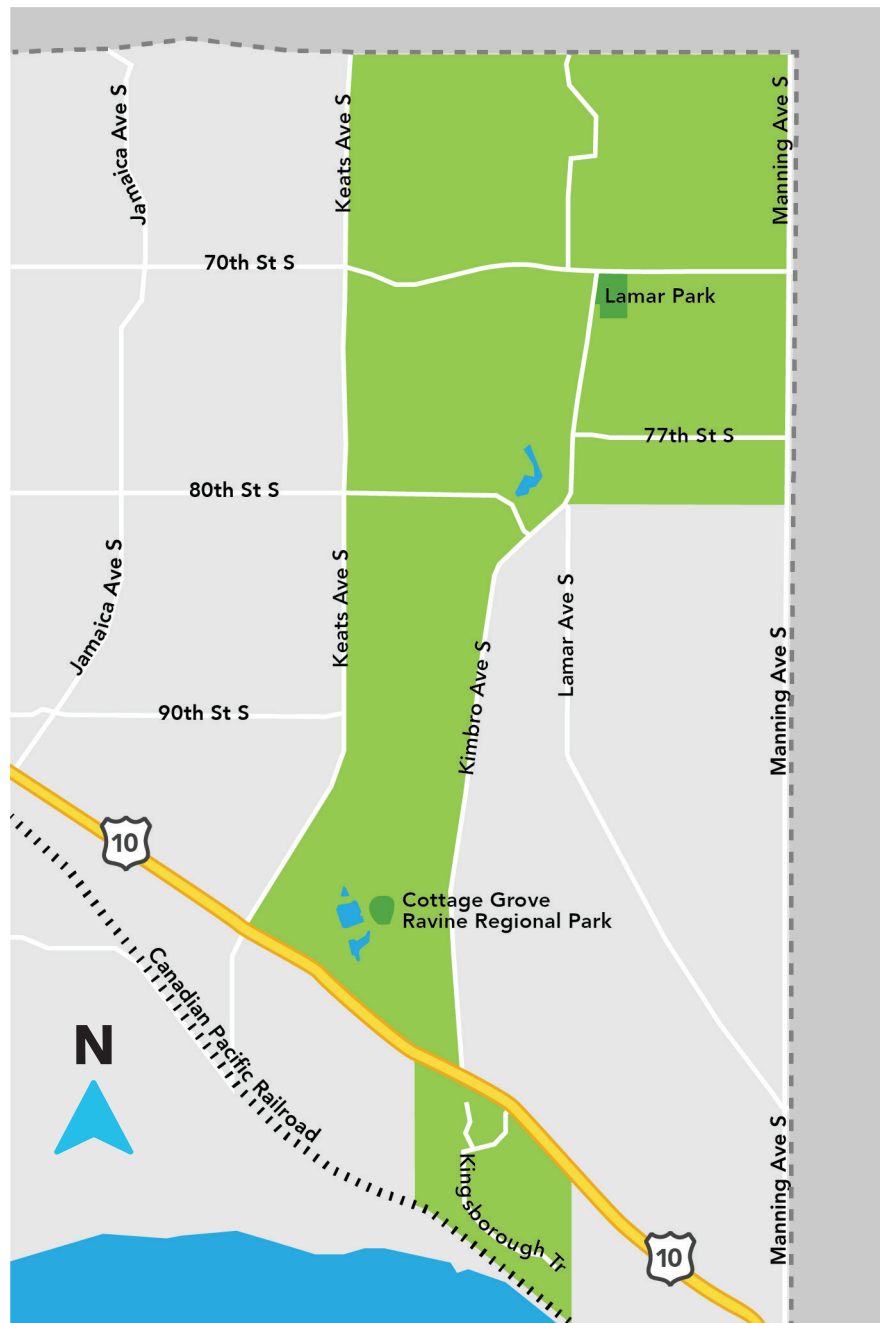 Jamaica Ave S
Keats Ave S
Manning Ave S
70th St S
Lamar Park
77th St S
80th St S
Jamaica Ave S
Keats Ave S
Lamar Ave S
Kimbro Ave S
Manning Ave S
90th St S
10
Cottage Grove
Ravine Regional Park
Canadian Pacific Railroad
N
Manning Ave S
Kingsborough Tr
10